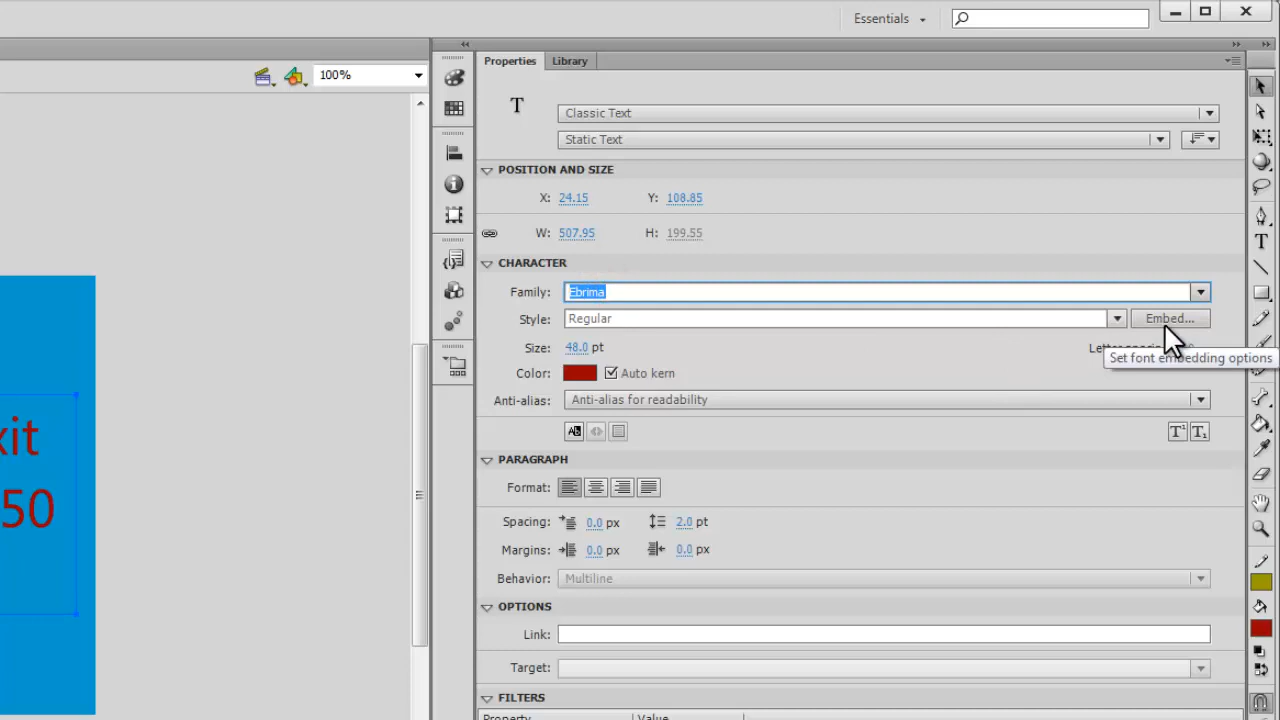 Essentials
100%
Properties
Library
T
Classic Text
Static Text
POSITION AND SIZE
X: 24.15 Y: 108.85
W: 507.95 H: 199.55
CHARACTER
Family: Ebrima
Style: Regular Embed...
Size: 48.0 pt
Set font embedding options
Color: Auto kern
Anti-alias: Anti-alias for readability
PARAGRAPH
Format:
Spacing: 0.0 px 2.0 pt
Margins: 0.0 px 0.0 px
Behavior: Multiline
OPTIONS
Link:
Target:
FILTERS
Property Value
xit
50